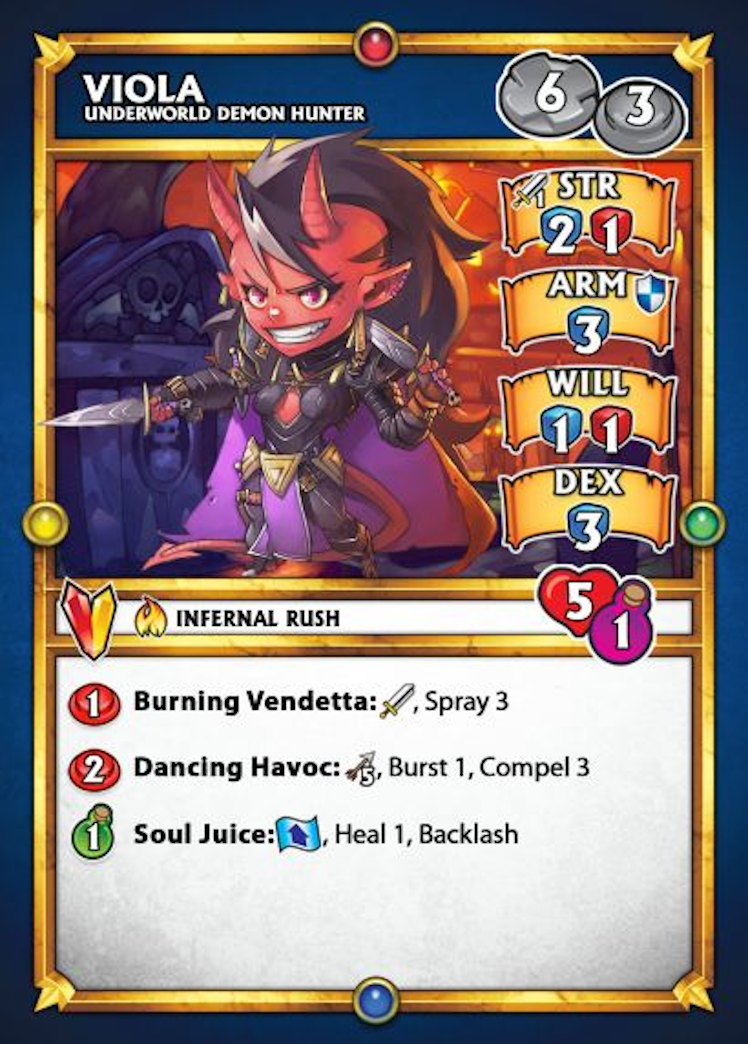 VIOLA
UNDERWORLD DEMON HUNTER
6 3
1 STR
2 1
ARM
3
WILL
1 1
DEX
3
INFERNAL RUSH
5 1
1 Burning Vendetta: , Spray 3
2 Dancing Havoc: 5, Burst 1, Compel 3
1 Soul Juice: , Heal 1, Backlash